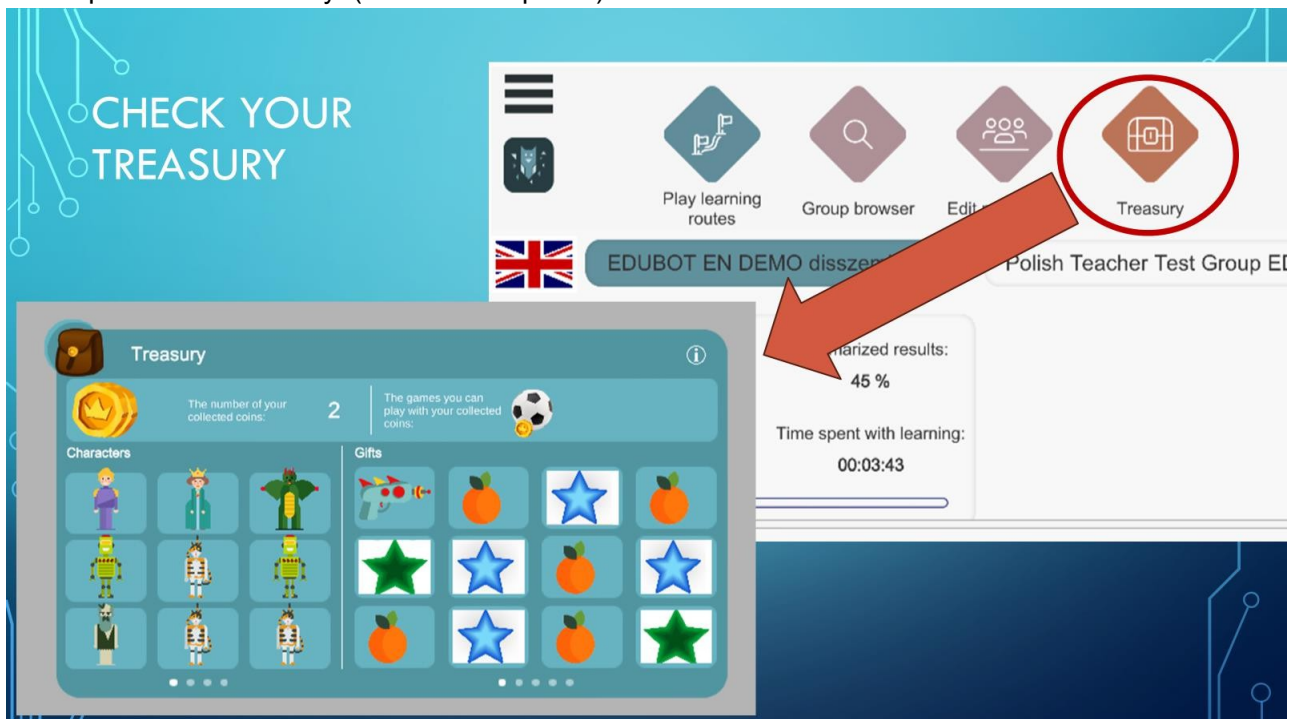 CHECK YOUR
TREASURY
Play learning
routes
Group browser
Treasury
EDUBOT EN DEMO
Polish Teacher Test Group
results:
45 %
Time spent with learning:
00:03:43
Treasury
The number of your
collected coins:
2
The games you can
play with your collected
coins:
Characters
Gifts